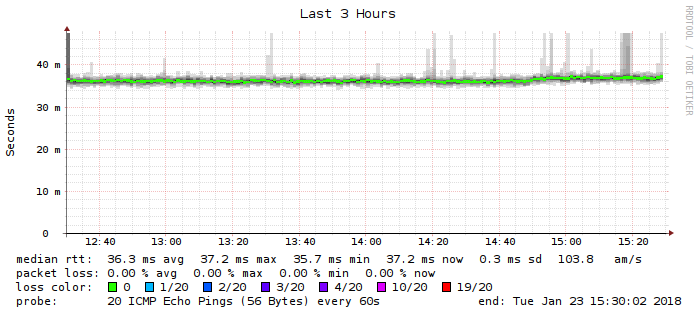 Last 3 Hours
RRDTOOL / TOBI OETIKER
Seconds
40 m
30 m
20 m
10 m
0
12:40 13:00 13:20 13:40 14:00 14:20 14:40 15:00 15:20
median rtt: 36.3 ms avg 37.2 ms max 35.7 ms min 37.2 ms now 0.3 ms sd 103.8 am/s
packet loss: 0.00 % avg 0.00 % max 0.00 % min 0.00 % now
loss color: 0 1/20 2/20 3/20 4/20 10/20 19/20
probe: 20 ICMP Echo Pings (56 Bytes) every 60s end: Tue Jan 23 15:30:02 2018